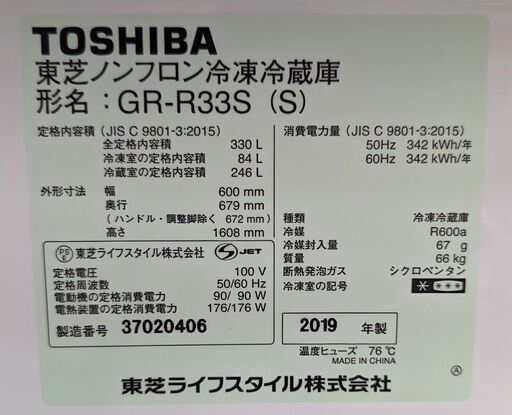 TOSHIBA
東芝ノンフロン冷凍冷蔵庫
形名：GR-R33S（S）
定格内容積（JIS C 9801-3:2015）
全定格内容積 330 L
冷凍室の定格内容積 84 L
冷蔵室の定格内容積 246 L
外形寸法 幅 600 mm
奥行 679 mm
（ハンドル・調整脚除く 672 mm）
高さ 1608 mm
消費電力量（JIS C 9801-3:2015）
50Hz 342 kWh/年
60Hz 342 kWh/年
種類 冷凍冷蔵庫
冷媒 R600a
冷媒封入量 67 g
質量 66 kg
断熱発泡ガス シクロペンタン
冷凍室の記号 ****
PS E 東芝ライフスタイル株式会社 S JET
定格電圧 100 V
定格周波数 50/60 Hz
電動機の定格消費電力 90/ 90 W
電熱装置の定格消費電力 176/176 W
製造番号 37020406
2019 年製
温度ヒューズ 76℃
MADE IN CHINA
Ⓐ
東芝ライフスタイル株式会社